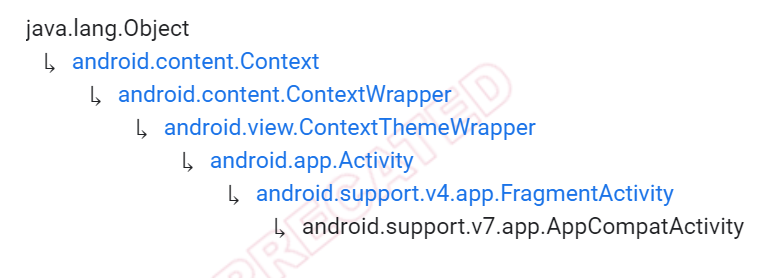 java.lang.Object
↳ android.content.Context
↳ android.content.ContextWrapper
↳ android.view.ContextThemeWrapper
↳ android.app.Activity
↳ android.support.v4.app.FragmentActivity
↳ android.support.v7.app.AppCompatActivity